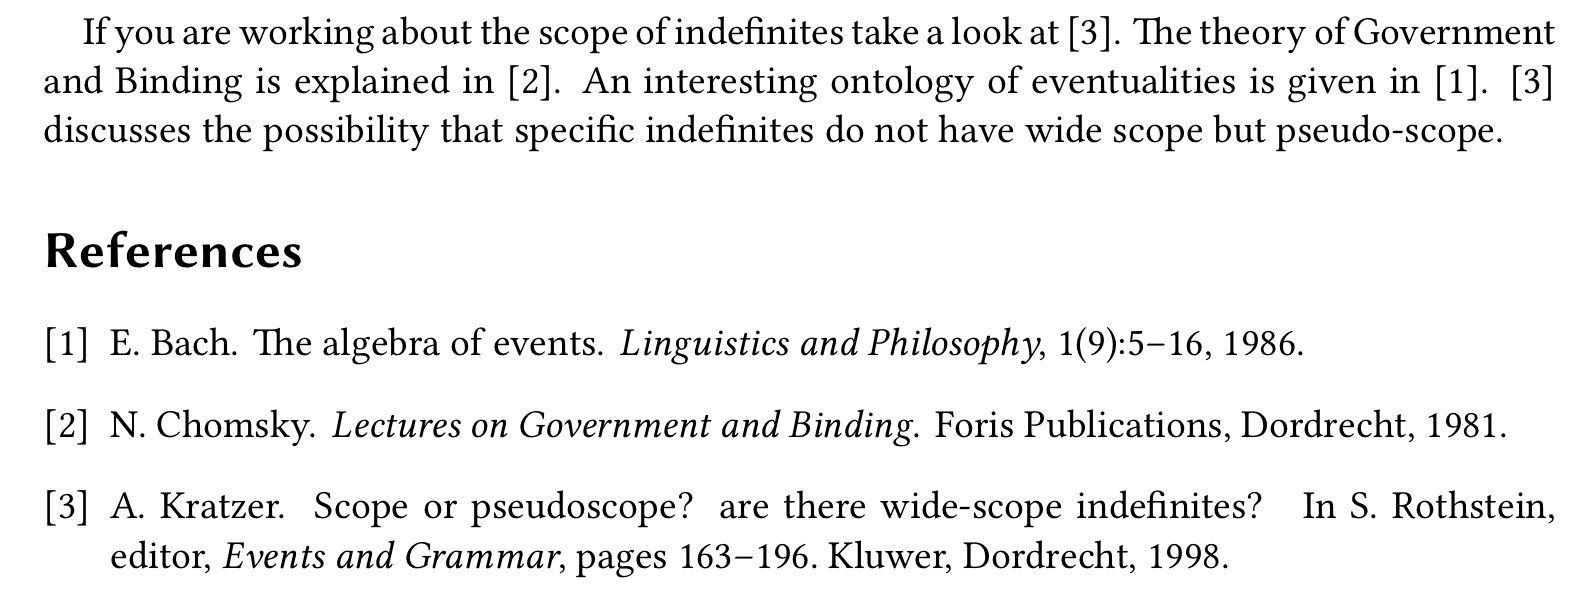 If you are working about the scope of indefinites take a look at [3]. The theory of Government
and Binding is explained in [2]. An interesting ontology of eventualities is given in [1]. [3]
discusses the possibility that specific indefinites do not have wide scope but pseudo-scope.
References
[1] E. Bach. The algebra of events. Linguistics and Philosophy, 1(9):5–16, 1986.
[2] N. Chomsky. Lectures on Government and Binding. Foris Publications, Dordrecht, 1981.
[3] A. Kratzer. Scope or pseudoscope? are there wide-scope indefinites? In S. Rothstein,
editor, Events and Grammar, pages 163–196. Kluwer, Dordrecht, 1998.